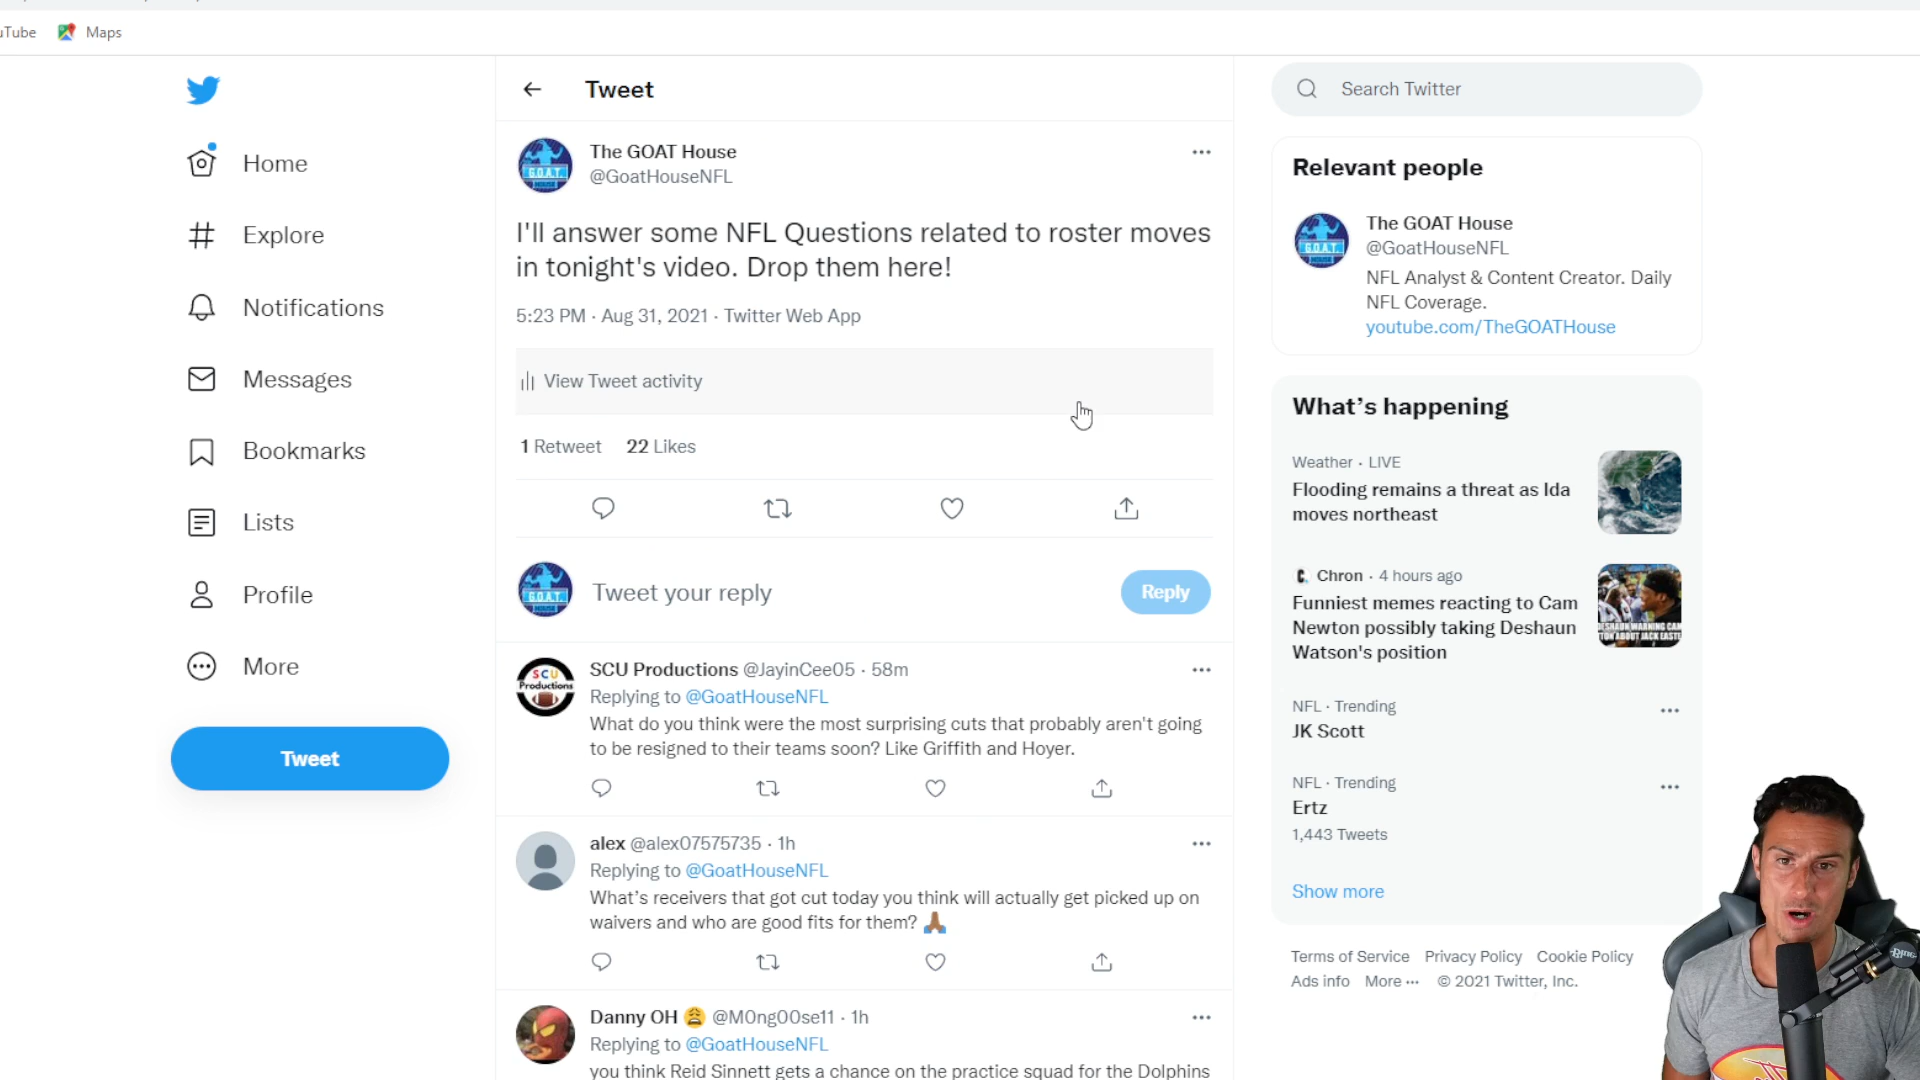 uTube
Maps
Tweet
Search Twitter
Home
Explore
Notifications
Messages
Bookmarks
Lists
Profile
More
Tweet
The GOAT House
@GoatHouseNFL
I'll answer some NFL Questions related to roster moves
in tonight's video. Drop them here!
5:23 PM · Aug 31, 2021 · Twitter Web App
View Tweet activity
1 Retweet 22 Likes
G.O.A.T.
HOUSE
Tweet your reply
Reply
G.O.A.T.
HOUSE
SCU
Productions
SCU Productions @JayinCee05 · 58m
Replying to @GoatHouseNFL
What do you think were the most surprising cuts that probably aren't going
to be resigned to their teams soon? Like Griffith and Hoyer.
alex @alex07575735 · 1h
Replying to @GoatHouseNFL
What's receivers that got cut today you think will actually get picked up on
waivers and who are good fits for them? 🙏🏾
Danny OH 😩 @M0ng00se11 · 1h
Replying to @GoatHouseNFL
you think Reid Sinnett gets a chance on the practice squad for the Dolphins
Relevant people
G.O.A.T.
HOUSE
The GOAT House
@GoatHouseNFL
NFL Analyst & Content Creator. Daily
NFL Coverage.
youtube.com/TheGOATHouse
What's happening
Weather · LIVE
Flooding remains a threat as Ida
moves northeast
Chron · 4 hours ago
Funniest memes reacting to Cam
Newton possibly taking Deshaun
Watson's position
NFL · Trending
JK Scott
NFL · Trending
Ertz
1,443 Tweets
Show more
Terms of Service Privacy Policy Cookie Policy
Ads info More ··· © 2021 Twitter, Inc.